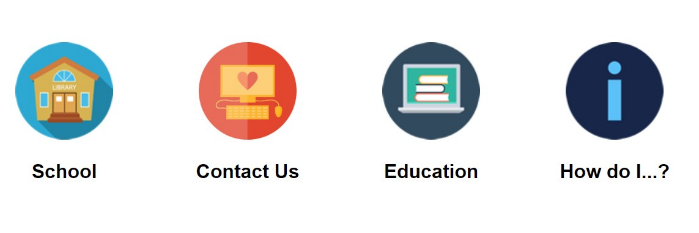 LIBRARY
School
Contact Us
Education
How do I...?